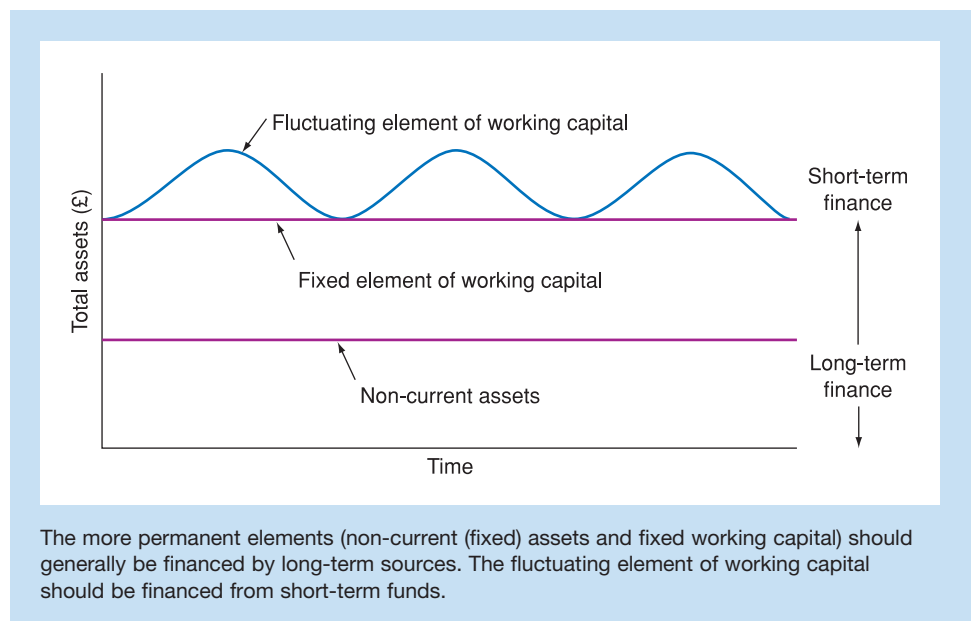 Fluctuating element of working capital
Short-term
finance
Total assets (£)
Fixed element of working capital
Long-term
finance
Non-current assets
Time
The more permanent elements (non-current (fixed) assets and fixed working capital) should
generally be financed by long-term sources. The fluctuating element of working capital
should be financed from short-term funds.